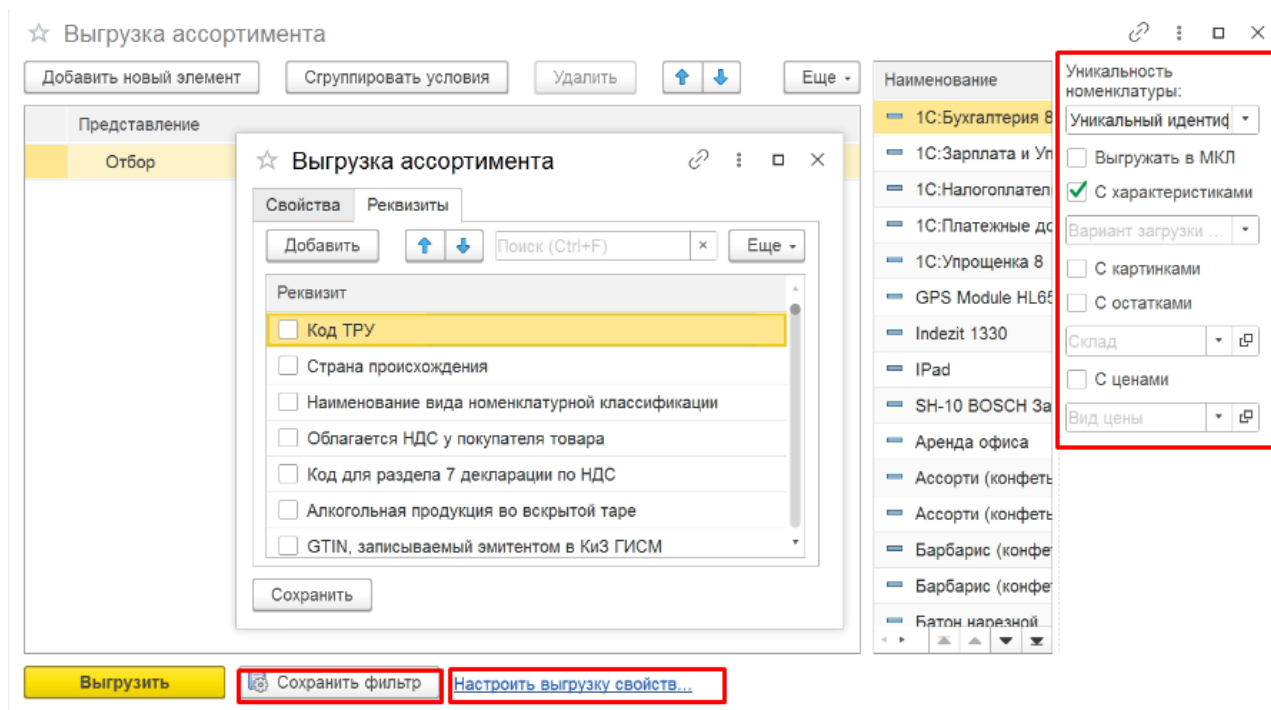 Выгрузка ассортимента
Добавить новый элемент
Сгруппировать условия
Удалить
Еще
Представление
Отбор
Выгрузка ассортимента
Свойства
Реквизиты
Добавить
Поиск (Ctrl+F)
Еще
Реквизит
Код ТРУ
Страна происхождения
Наименование вида номенклатурной классификации
Облагается НДС у покупателя товара
Код для раздела 7 декларации по НДС
Алкогольная продукция во вскрытой таре
GTIN, записываемый эмитентом в КиЗ ГИСМ
Сохранить
Наименование
1С:Бухгалтерия 8
1С:Зарплата и Уп
1С:Налогоплател
1С:Платежные до
1С:Упрощенка 8
GPS Module HL65
Indezit 1330
IPad
SH-10 BOSCH За
Аренда офиса
Ассорти (конфеты
Ассорти (конфеты
Барбарис (конфе
Барбарис (конфе
Батон нарезной
Уникальность
номенклатуры:
Уникальный идентиф
Выгружать в МКЛ
С характеристиками
Вариант загрузки ...
С картинками
С остатками
Склад
С ценами
Вид цены
Выгрузить
Сохранить фильтр
Настроить выгрузку свойств...